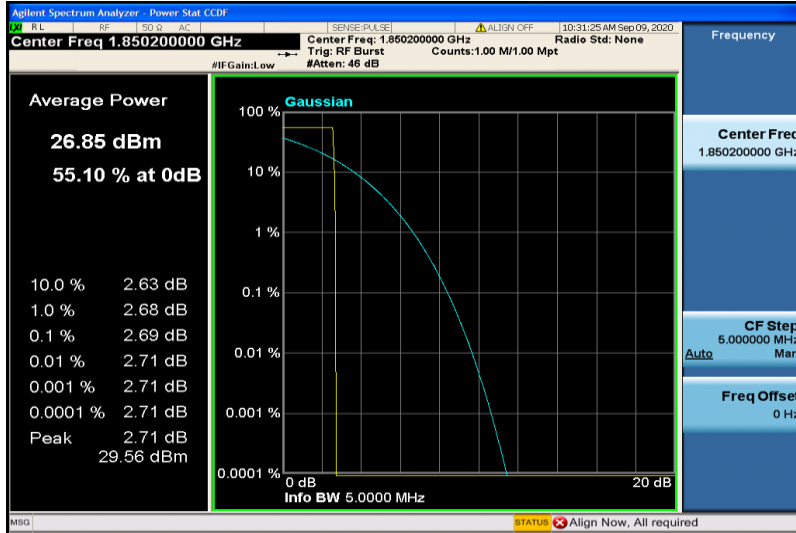 Agilent Spectrum Analyzer - Power Stat CCDF
LXI RL RF 50 Ω AC SENSE:PULSE ALIGN OFF 10:31:25 AM Sep 09, 2020
Center Freq 1.850200000 GHz
Center Freq: 1.850200000 GHz Radio Std: None
Trig: RF Burst Counts:1.00 M/1.00 Mpt
#IFGain:Low #Atten: 46 dB
Frequency
Average Power
26.85 dBm
55.10 % at 0dB
10.0 % 2.63 dB
1.0 % 2.68 dB
0.1 % 2.69 dB
0.01 % 2.71 dB
0.001 % 2.71 dB
0.0001 % 2.71 dB
Peak 2.71 dB
29.56 dBm
Gaussian
100 %
10 %
1 %
0.1 %
0.01 %
0.001 %
0.0001 %
0 dB 20 dB
Info BW 5.0000 MHz
Center Freq
1.850200000 GHz
CF Step
5.000000 MHz
Auto Man
Freq Offset
0 Hz
MSG STATUS Align Now, All required